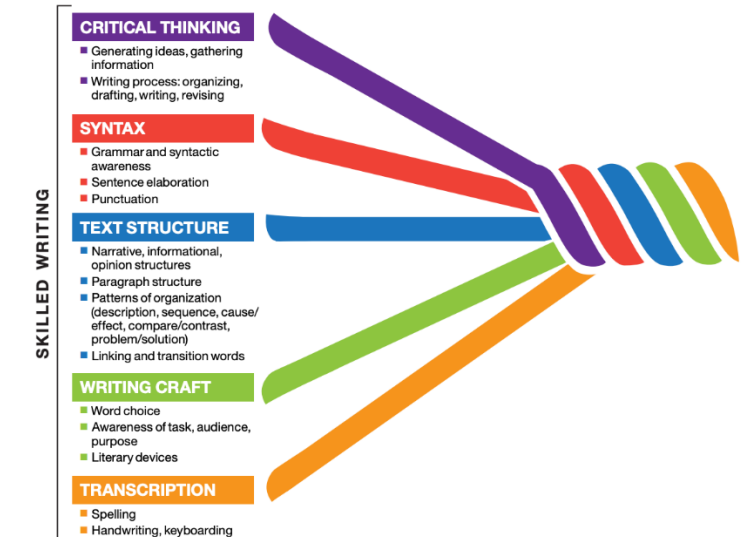 SKILLED WRITING
CRITICAL THINKING
Generating ideas, gathering
information
Writing process: organizing,
drafting, writing, revising
SYNTAX
Grammar and syntactic
awareness
Sentence elaboration
Punctuation
TEXT STRUCTURE
Narrative, informational,
opinion structures
Paragraph structure
Patterns of organization
(description, sequence, cause/
effect, compare/contrast,
problem/solution)
Linking and transition words
WRITING CRAFT
Word choice
Awareness of task, audience,
purpose
Literary devices
TRANSCRIPTION
Spelling
Handwriting, keyboarding